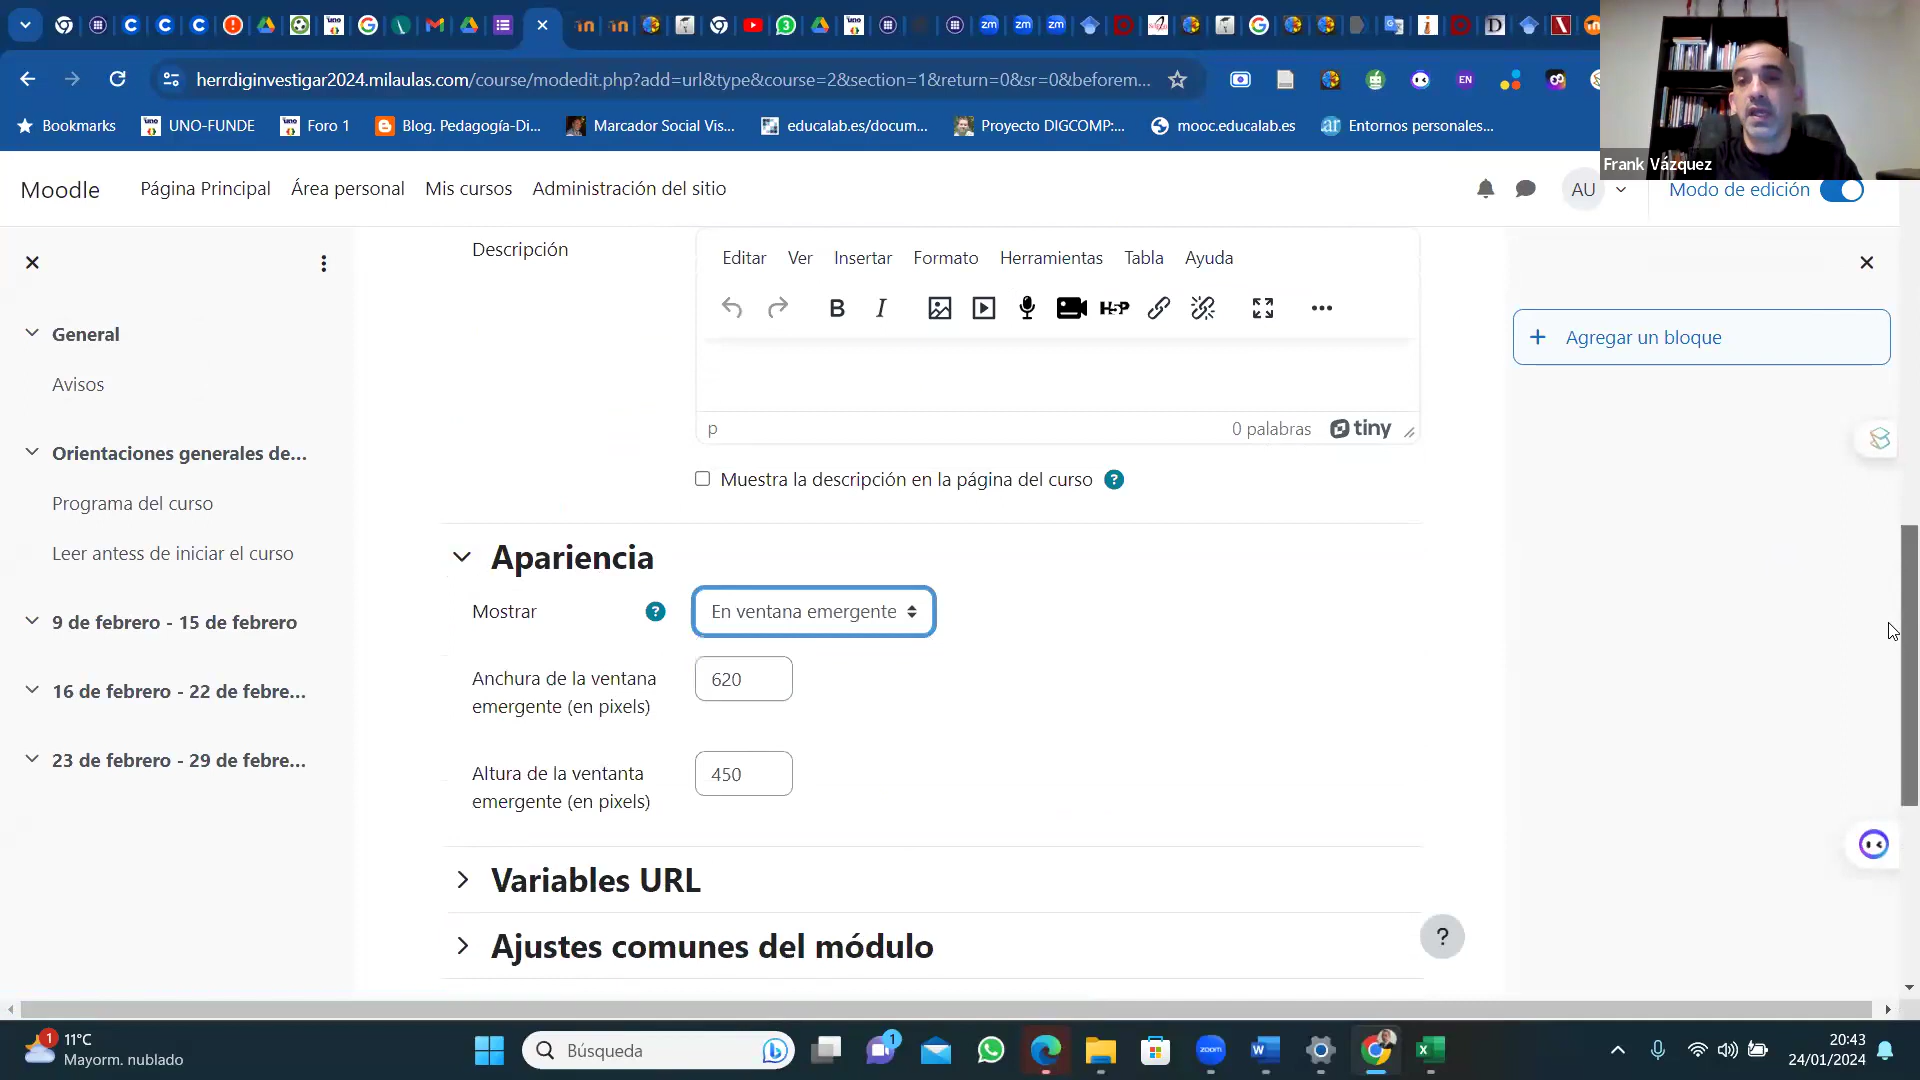 herrdiginvestigar2024.milaulas.com/course/modedit.php?add=url&type&course=2&section=1&return=0&sr=0&beforem...
EN
Bookmarks
UNO-FUNDE
Foro 1
Blog. Pedagogía-Di...
Marcador Social Vis...
educalab.es/docum...
Proyecto DIGCOMP:...
mooc.educalab.es
Entornos personales...
Frank Vázquez
Moodle
Página Principal
Área personal
Mis cursos
Administración del sitio
AU
Modo de edición
General
Avisos
Orientaciones generales de...
Programa del curso
Leer antess de iniciar el curso
9 de febrero - 15 de febrero
16 de febrero - 22 de febre...
23 de febrero - 29 de febre...
Descripción
Editar
Ver
Insertar
Formato
Herramientas
Tabla
Ayuda
B
I
H5P
p
0 palabras
tiny
Muestra la descripción en la página del curso
Apariencia
Mostrar
En ventana emergente
Anchura de la ventana
emergente (en pixels)
620
Altura de la ventanta
emergente (en pixels)
450
Variables URL
Ajustes comunes del módulo
Agregar un bloque
?
1
11°C
Mayorm. nublado
Búsqueda
1
zoom
20:43
24/01/2024